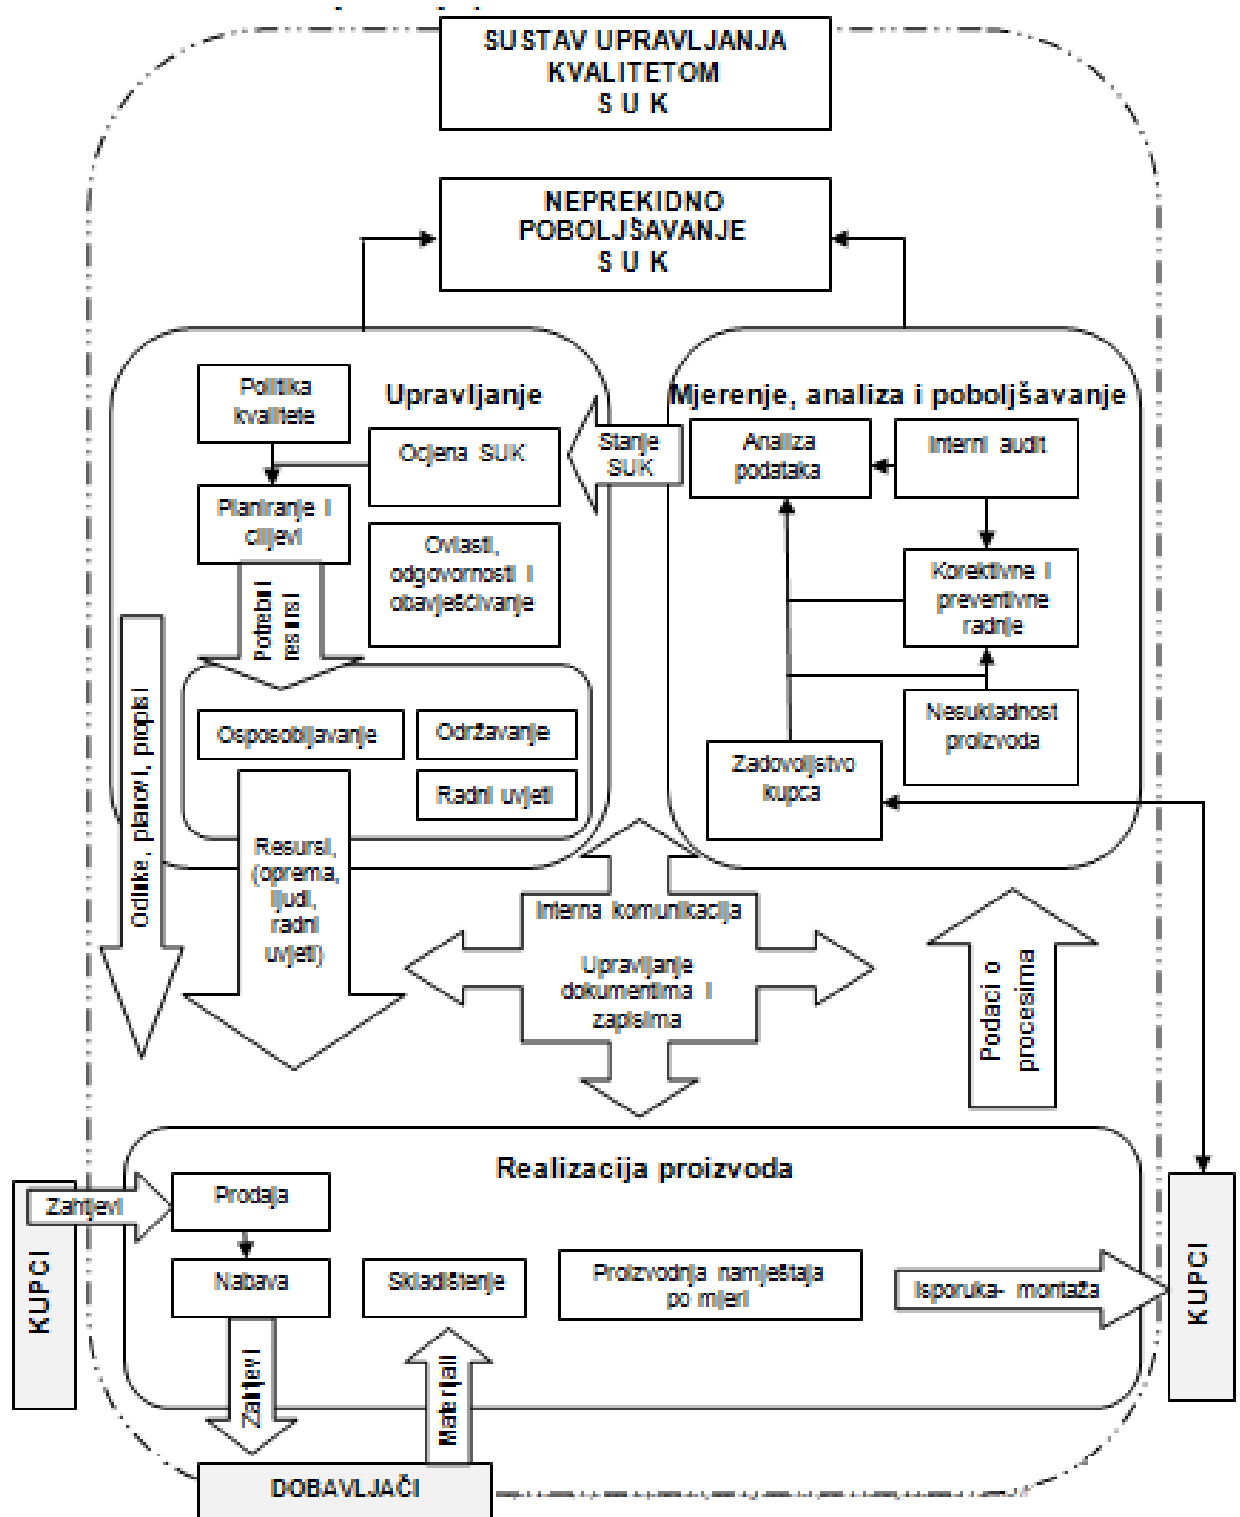 SUSTAV UPRAVLJANJA
KVALITETOM
S U K
NEPREKIDNO
POBOLJŠAVANJE
S U K
Politika
kvalitete
Upravljanje
Ocjena SUK
Planiranje i
ciljevi
Ovlasti,
odgovornosti i
obavješćivanje
Potrebni
resursi
Osposobljavanje
Održavanje
Radni uvjeti
Odluke, planovi, propisi
Resursi,
(oprema,
ljudi,
radni
uvjeti)
Stanje
SUK
Mjerenje, analiza i poboljšavanje
Analiza
podataka
Interni audit
Korektivne i
preventivne
radnje
Nesukladnost
proizvoda
Zadovoljstvo
kupca
Interna komunikacija
Upravljanje
dokumentima i
zapisima
Podaci o
procesima
Realizacija proizvoda
KUPCI
Zahtjevi
Prodaja
Nabava
Skladištenje
Proizvodnja namještaja
po mjeri
Isporuka- montaža
KUPCI
Zahtjevi
Materijali
DOBAVLJAČI